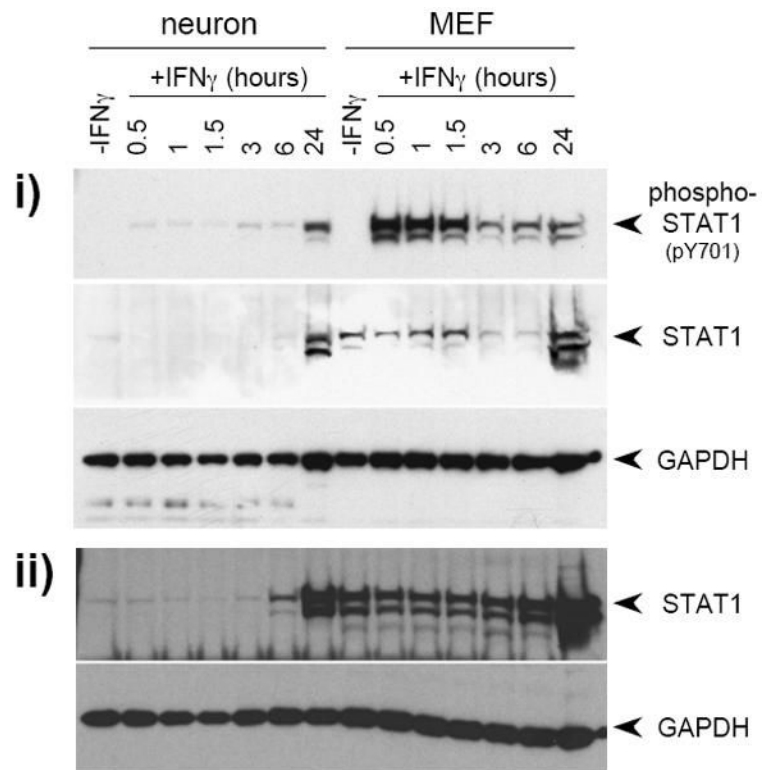 neuron MEF
+IFNγ (hours) +IFNγ (hours)
-IFNγ 0.5 1 1.5 3 6 24 -IFNγ 0.5 1 1.5 3 6 24
i)
phospho-
STAT1
(pY701)
STAT1
GAPDH
ii)
STAT1
GAPDH